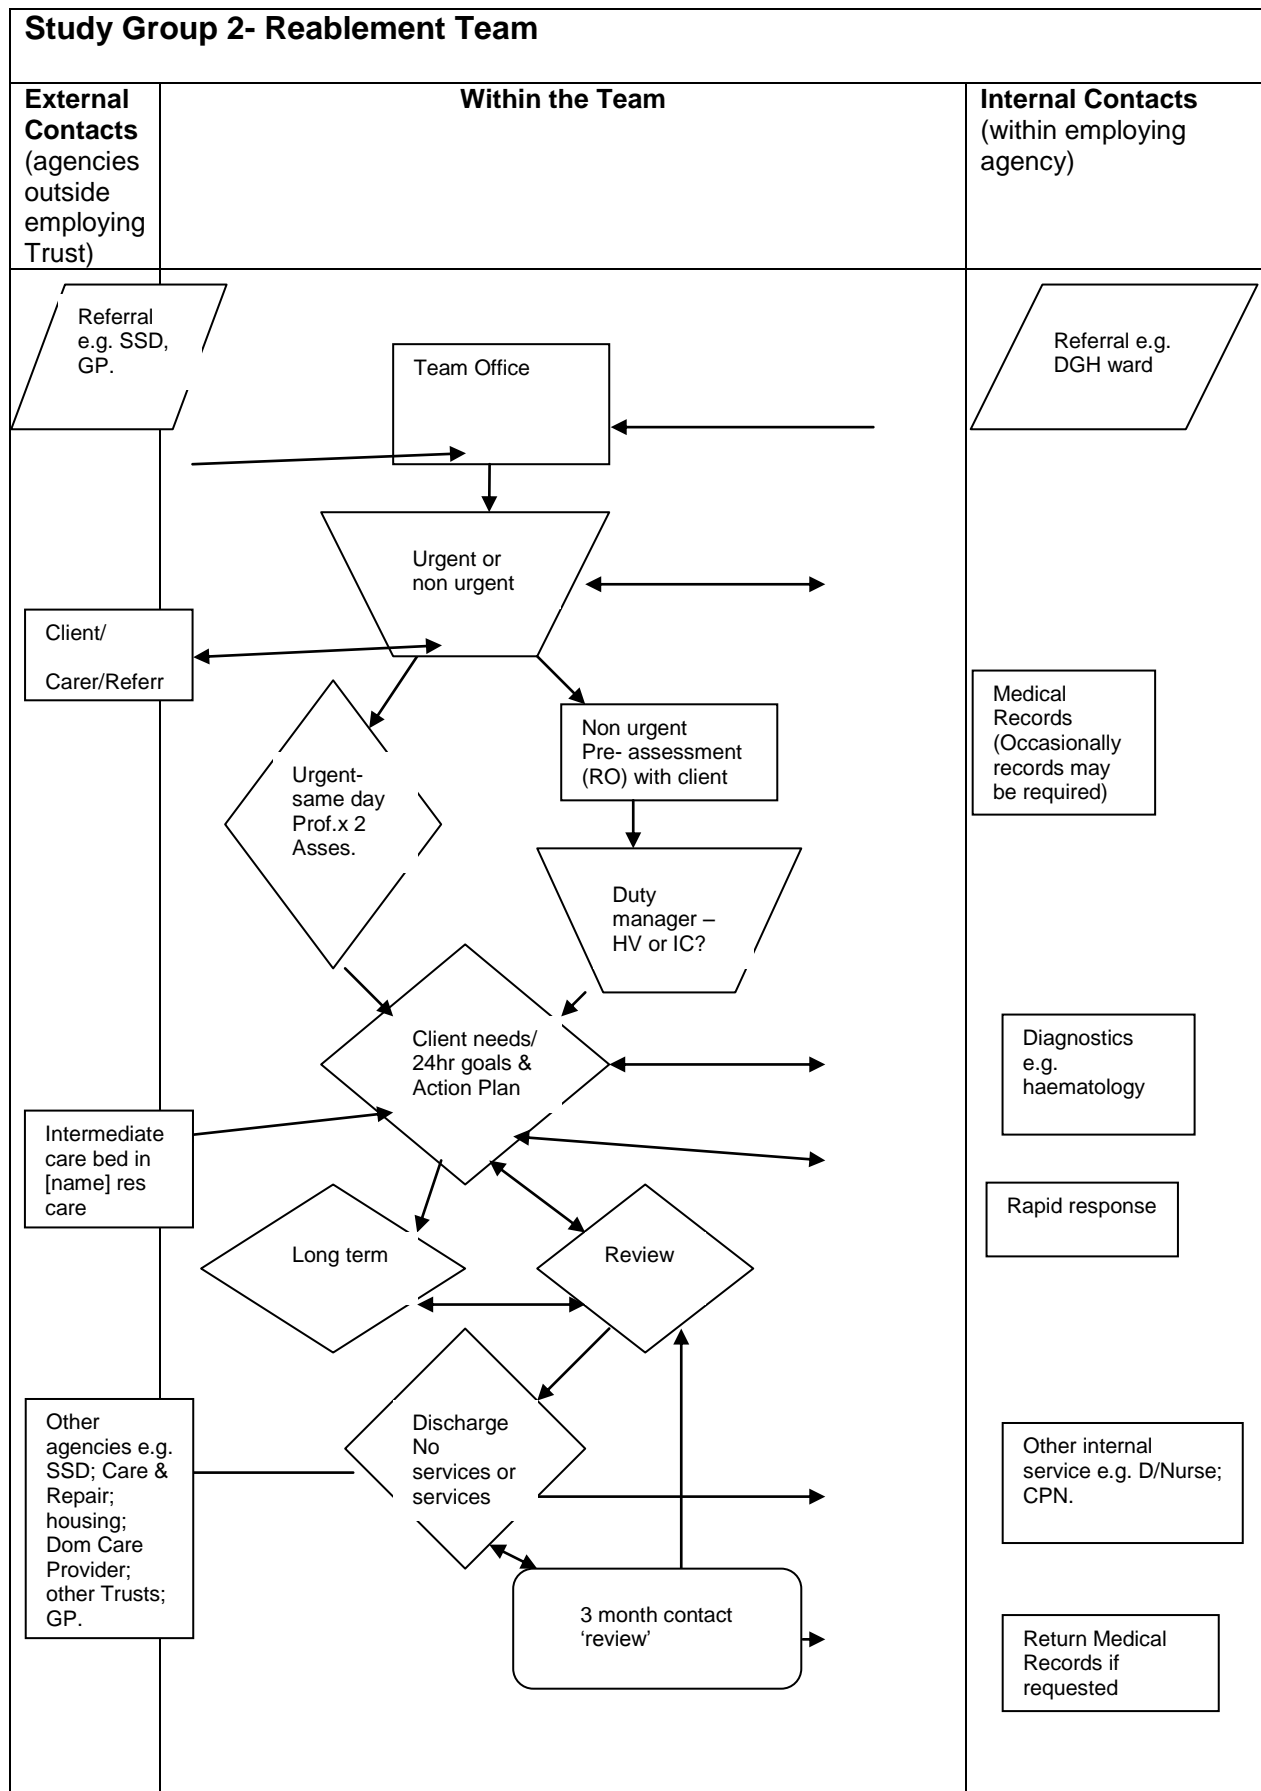 Study Group 2- Reablement Team
External
Contacts
(agencies
outside
employing
Trust)
Within the Team
Internal Contacts
(within employing
agency)
Referral
e.g. SSD,
GP.
Team Office
Referral e.g.
DGH ward
Urgent or
non urgent
Client/
Carer/Referr
Urgent-
same day
Prof.x 2
Asses.
Non urgent
Pre- assessment
(RO) with client
Medical
Records
(Occasionally
records may
be required)
Duty
manager –
HV or IC?
Client needs/
24hr goals &
Action Plan
Diagnostics
e.g.
haematology
Intermediate
care bed in
[name] res
care
Rapid response
Long term
Review
Other
agencies e.g.
SSD; Care &
Repair;
housing;
Dom Care
Provider;
other Trusts;
GP.
Discharge
No
services or
services
Other internal
service e.g. D/Nurse;
CPN.
3 month contact
‘review’
Return Medical
Records if
requested